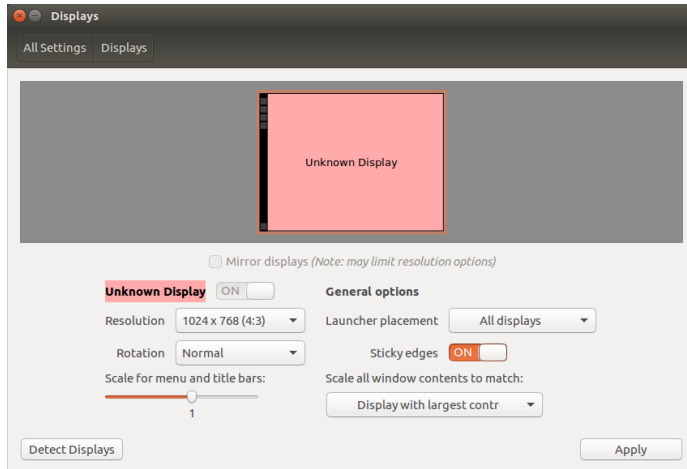 Displays
All Settings Displays
Unknown Display
Mirror displays (Note: may limit resolution options)
Unknown Display ON
General options
Resolution 1024 x 768 (4:3)
Launcher placement All displays
Rotation Normal
Sticky edges ON
Scale for menu and title bars:
Scale all window contents to match:
1
Display with largest contr
Detect Displays
Apply